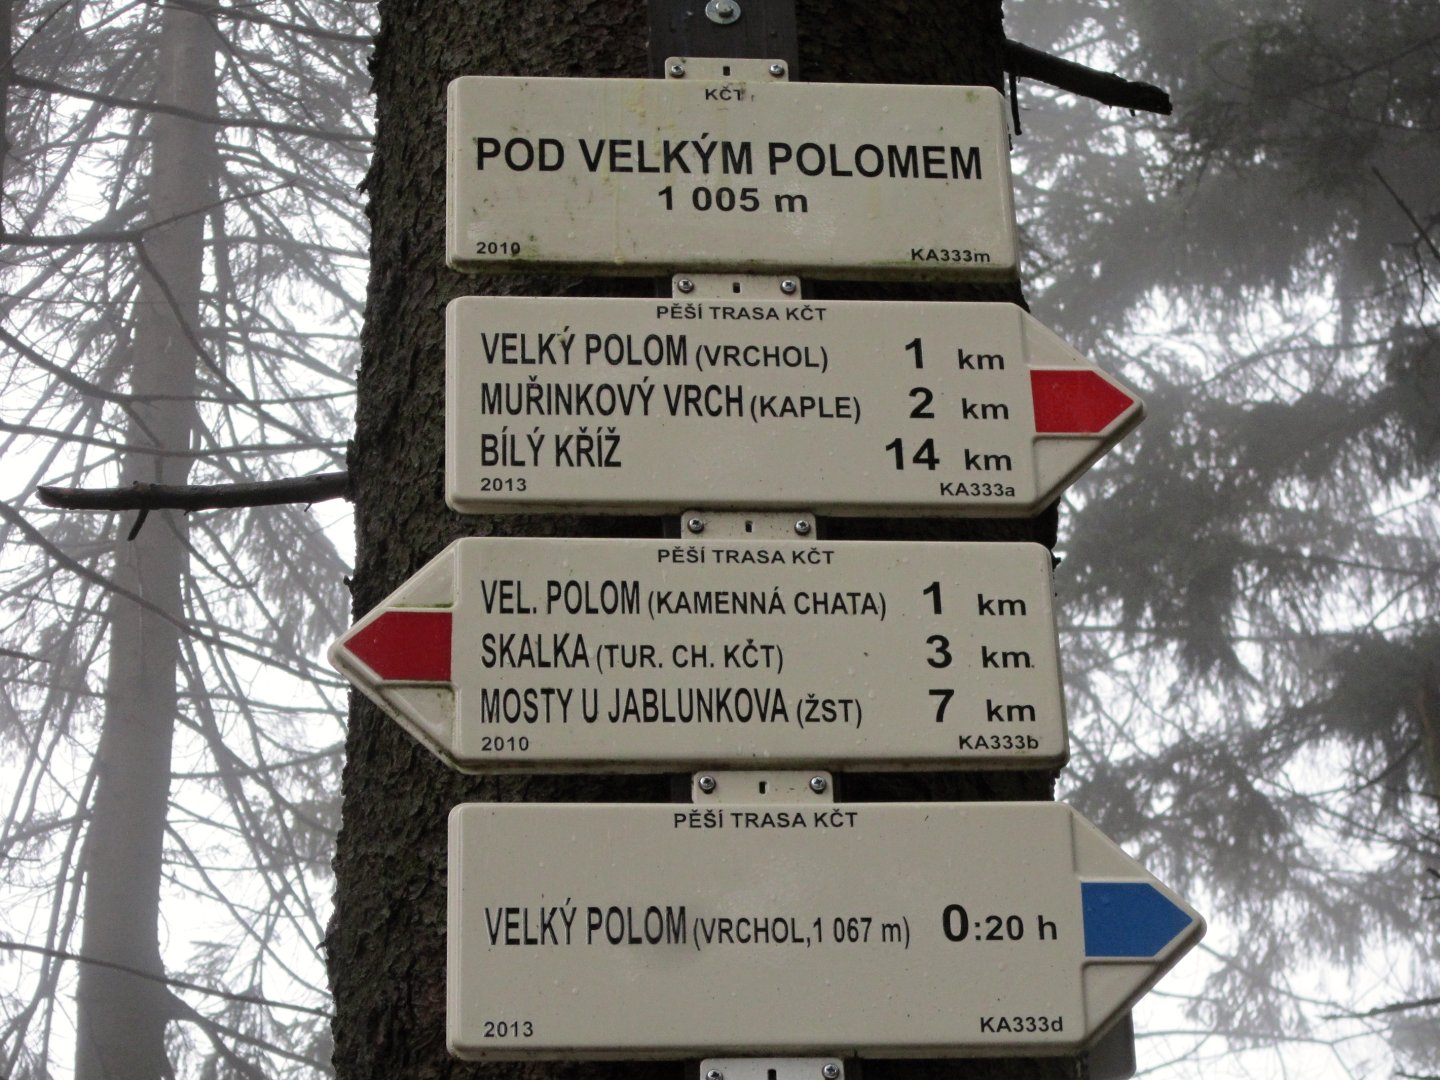 KČT
POD VELKÝM POLOMEM
1 005 m
2010 KA333m
PĚŠÍ TRASA KČT
VELKÝ POLOM (VRCHOL) 1 km
MUŘINKOVÝ VRCH (KAPLE) 2 km
BÍLÝ KŘÍŽ 14 km
2013 KA333a
PĚŠÍ TRASA KČT
VEL. POLOM (KAMENNÁ CHATA) 1 km
SKALKA (TUR. CH. KČT) 3 km
MOSTY U JABLUNKOVA (ŽST) 7 km
2010 KA333b
PĚŠÍ TRASA KČT
VELKÝ POLOM (VRCHOL,1 067 m) 0:20 h
2013 KA333d